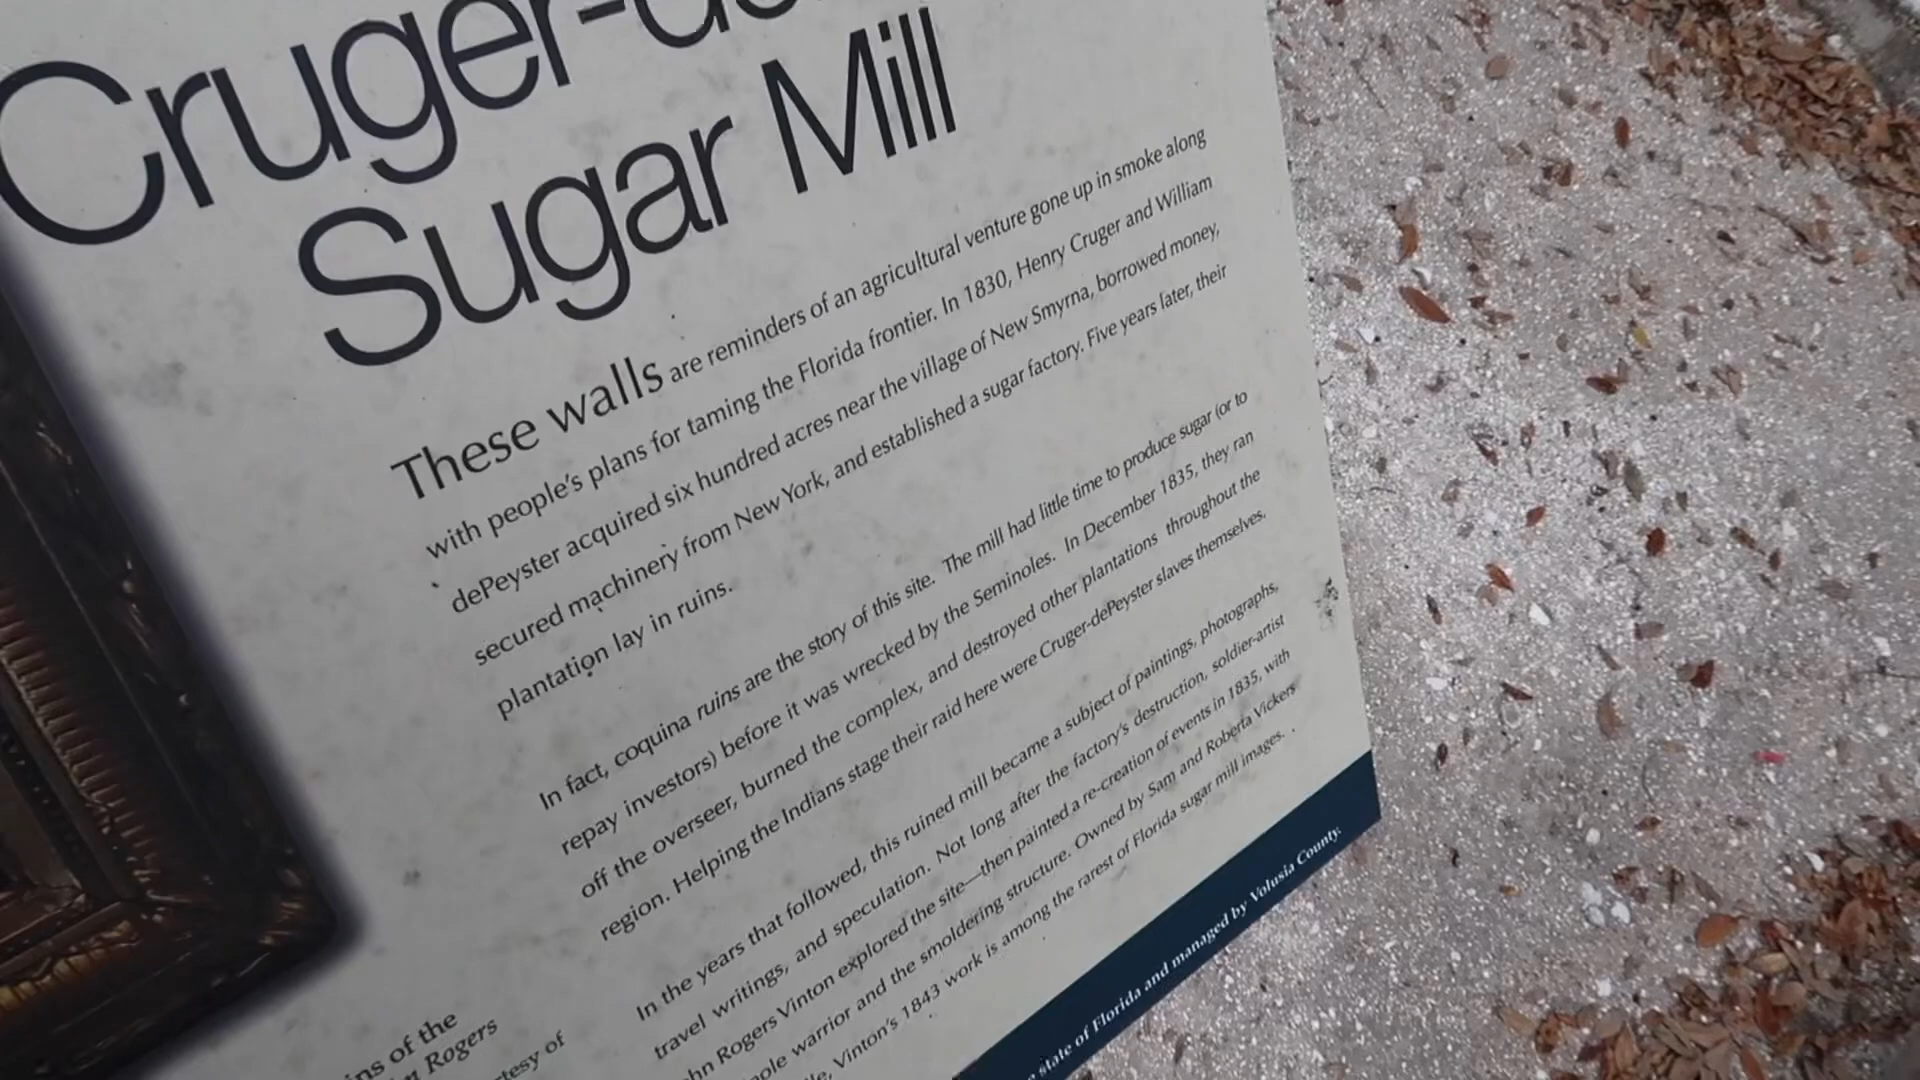 Cruger-de
Sugar Mill
These walls are reminders of an agricultural venture gone up in smoke along
with people's plans for taming the Florida frontier. In 1830, Henry Cruger and William
dePeyster acquired six hundred acres near the village of New Smyrna, borrowed money,
secured machinery from New York, and established a sugar factory. Five years later, their
plantation lay in ruins.
In fact, coquina ruins are the story of this site. The mill had little time to produce sugar (or to
repay investors) before it was wrecked by the Seminoles. In December 1835, they ran
off the overseer, burned the complex, and destroyed other plantations throughout the
region. Helping the Indians stage their raid here were Cruger-dePeyster slaves themselves.
In the years that followed, this ruined mill became a subject of paintings, photographs,
travel writings, and speculation. Not long after the factory's destruction, soldier-artist
hn Rogers Vinton explored the site—then painted a re-creation of events in 1835, with
ole warrior and the smoldering structure. Owned by Sam and Roberta Vickers
le, Vinton's 1843 work is among the rarest of Florida sugar mill images.
ins of the
n Rogers
rtesy of
state of Florida and managed by Volusia County.